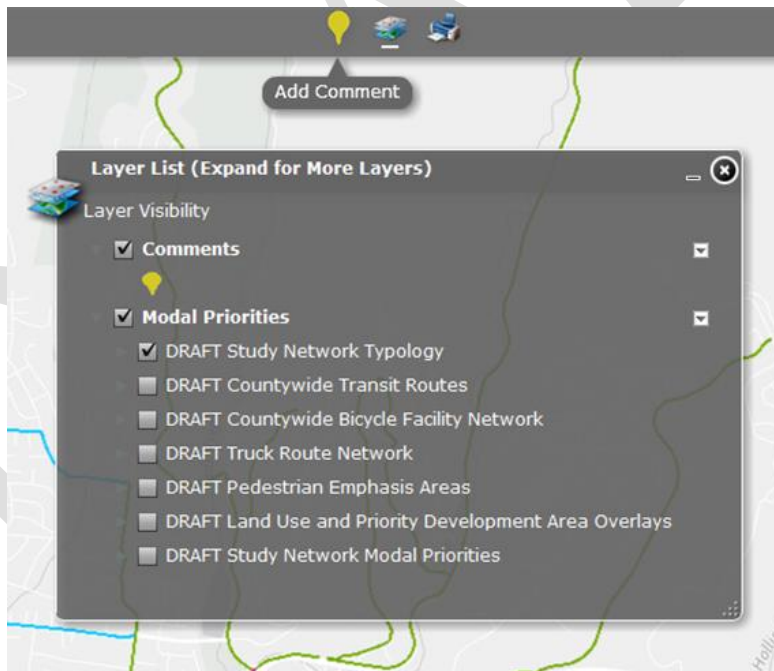 Add Comment
Layer List (Expand for More Layers)
Layer Visibility
Comments
Modal Priorities
DRAFT Study Network Typology
DRAFT Countywide Transit Routes
DRAFT Countywide Bicycle Facility Network
DRAFT Truck Route Network
DRAFT Pedestrian Emphasis Areas
DRAFT Land Use and Priority Development Area Overlays
DRAFT Study Network Modal Priorities